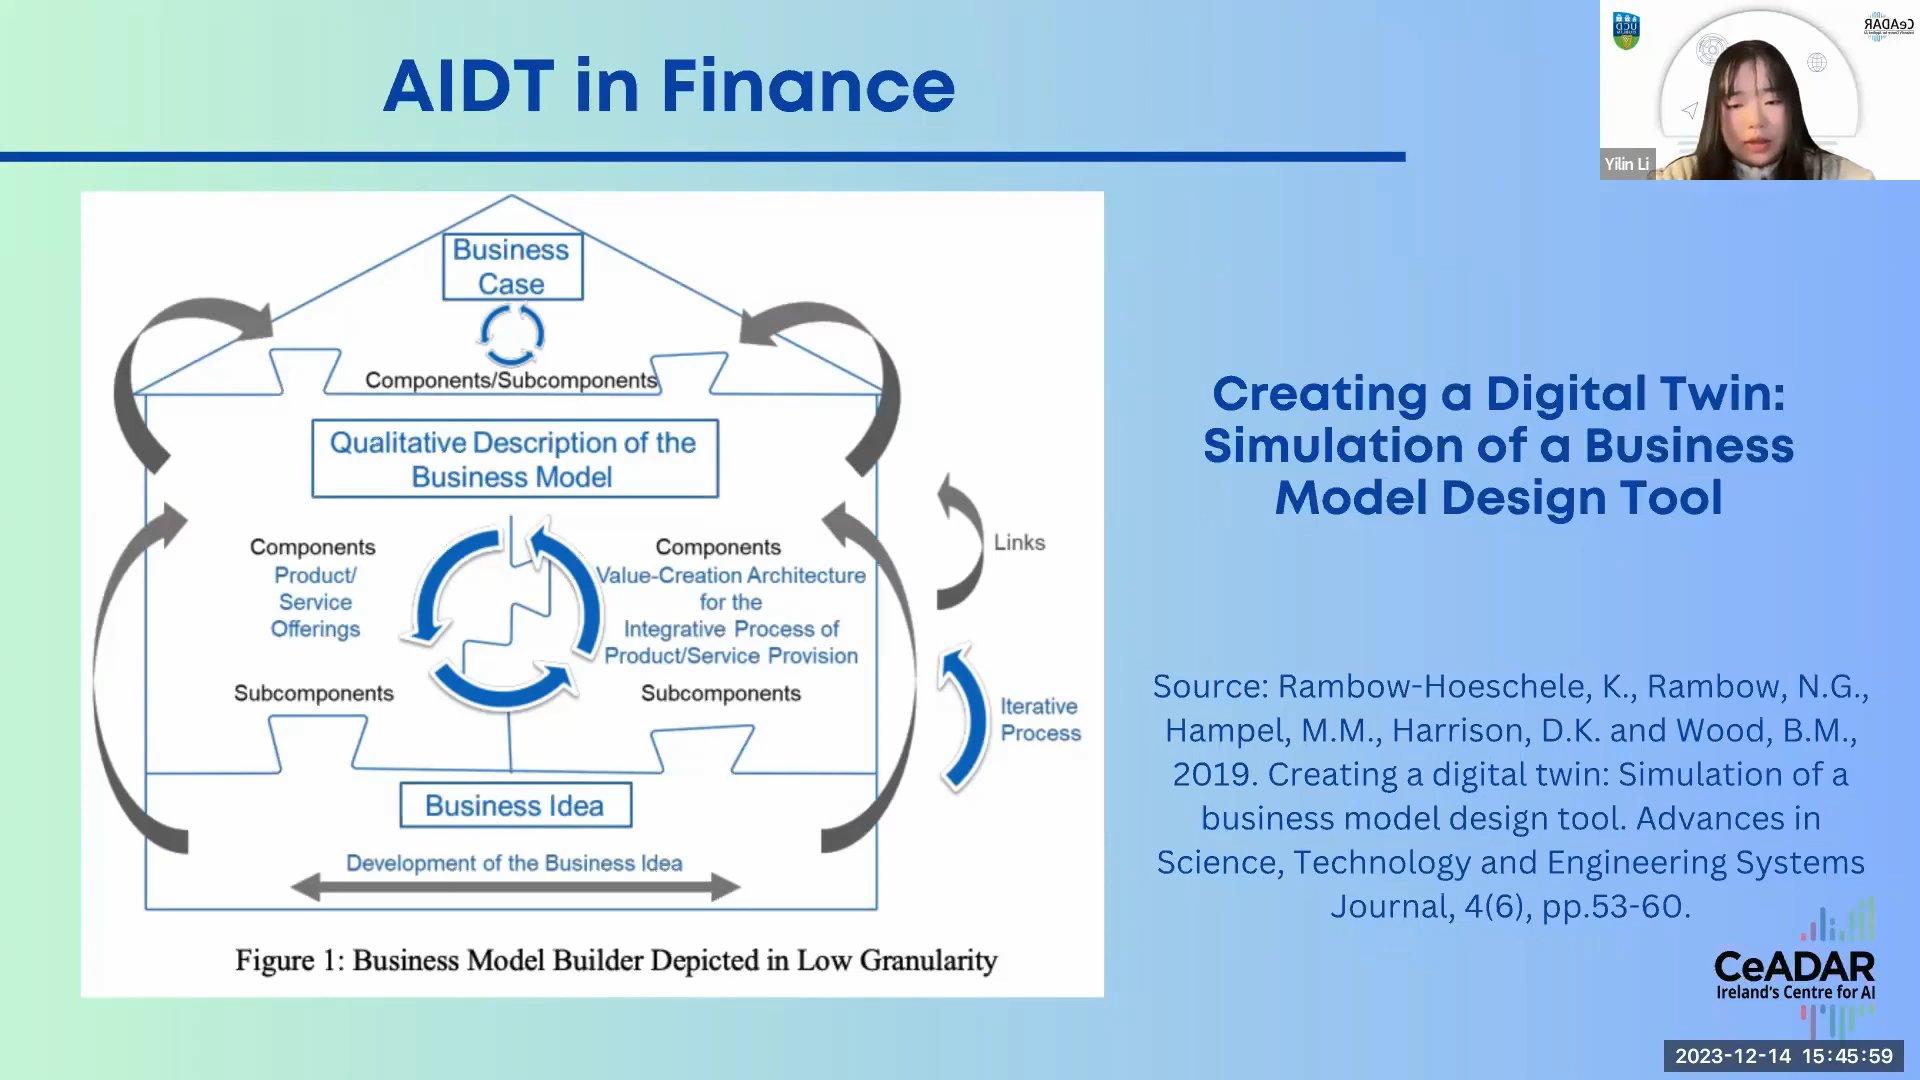 AIDT in Finance
Yilin Li
UCD
DUBLIN
CeADAR
Business
Case
Components/Subcomponents
Qualitative Description of the
Business Model
Components
Product/
Service
Offerings
Subcomponents
Components
Value-Creation Architecture
for the
Integrative Process of
Product/Service Provision
Subcomponents
Links
Iterative
Process
Business Idea
Development of the Business Idea
Figure 1: Business Model Builder Depicted in Low Granularity
Creating a Digital Twin:
Simulation of a Business
Model Design Tool
Source: Rambow-Hoeschele, K., Rambow, N.G.,
Hampel, M.M., Harrison, D.K. and Wood, B.M.,
2019. Creating a digital twin: Simulation of a
business model design tool. Advances in
Science, Technology and Engineering Systems
Journal, 4(6), pp.53-60.
CeADAR
Ireland's Centre for AI
2023-12-14 15:45:59